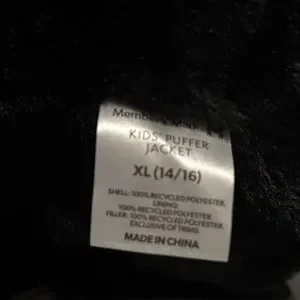 Member's Mark
KIDS' PUFFER
JACKET
XL (14/16)
SHELL: 100% RECYCLED POLYESTER.
LINING:
100% RECYCLED POLYESTER.
FILLER: 100% RECYCLED POLYESTER.
EXCLUSIVE OF TRIMS.
MADE IN CHINA